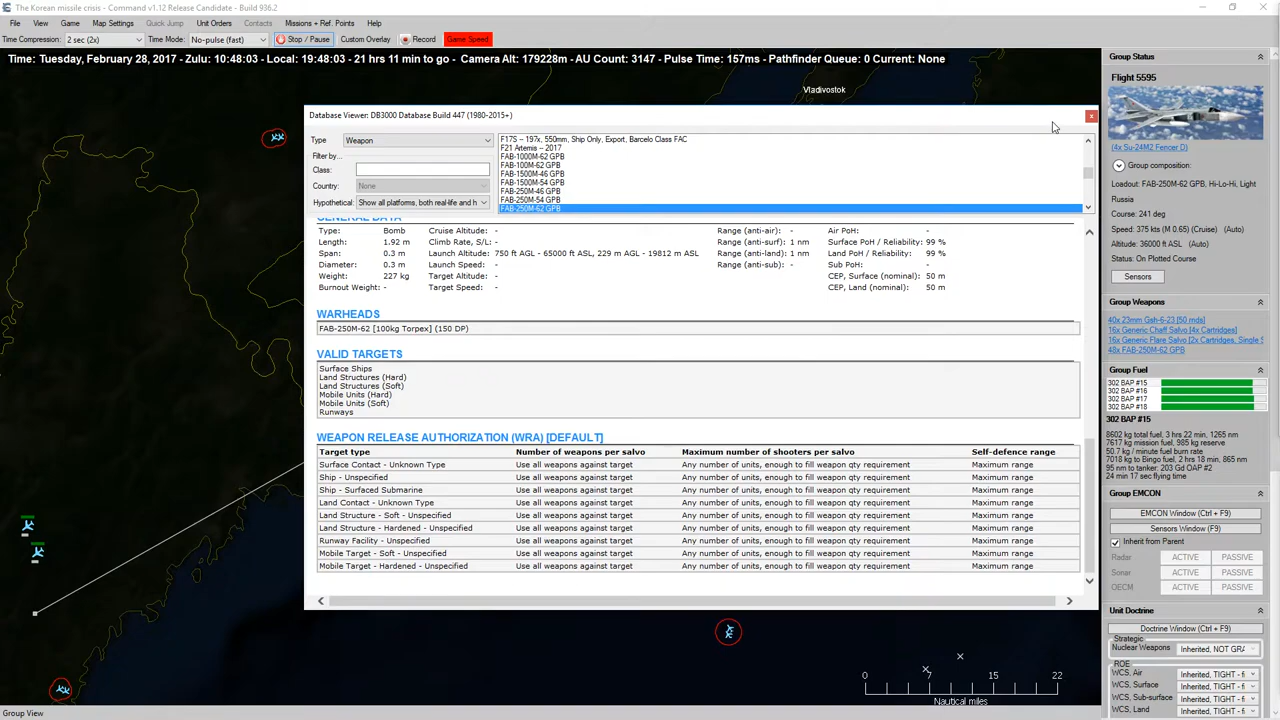 The Korean missile crisis - Command v1.12 Release Candidate - Build 936.2
File View Game Map Settings Quick Jump Unit Orders Contacts Missions + Ref. Points Help
Time Compression: 2 sec (2x) Time Mode: No-pulse (fast) Stop / Pause Custom Overlay Record Game Speed
Time: Tuesday, February 28, 2017 - Zulu: 10:48:03 - Local: 19:48:03 - 21 hrs 11 min to go - Camera Alt: 179228m - AU Count: 3147 - Pulse Time: 157ms - Pathfinder Queue: 0 Current: None
Vladivostok
Database Viewer: DB3000 Database Build 447 (1980-2015+)
Type Weapon
Filter by...
Class:
Country: None
Hypothetical: Show all platforms, both real-life and h
F17S – 197x, 550mm, Ship Only, Export, Barcelo Class FAC
F21 Artemis – 2017
FAB-1000M-62 GPB
FAB-100M-62 GPB
FAB-1500M-46 GPB
FAB-1500M-54 GPB
FAB-250M-46 GPB
FAB-250M-54 GPB
FAB-250M-62 GPB
GENERAL DATA
Type: Bomb Cruise Altitude: - Range (anti-air): - Air PoH: -
Length: 1.92 m Climb Rate, S/L: - Range (anti-surf): 1 nm Surface PoH / Reliability: 99 %
Span: 0.3 m Launch Altitude: 750 ft AGL - 65000 ft ASL, 229 m AGL - 19812 m ASL Range (anti-land): 1 nm Land PoH / Reliability: 99 %
Diameter: 0.3 m Launch Speed: - Range (anti-sub): - Sub PoH: -
Weight: 227 kg Target Altitude: - CEP, Surface (nominal): 50 m
Burnout Weight: - Target Speed: - CEP, Land (nominal): 50 m
WARHEADS
FAB-250M-62 [100kg Torpex] (150 DP)
VALID TARGETS
Surface Ships
Land Structures (Hard)
Land Structures (Soft)
Mobile Units (Hard)
Mobile Units (Soft)
Runways
WEAPON RELEASE AUTHORIZATION (WRA) [DEFAULT]
Target type Number of weapons per salvo Maximum number of shooters per salvo Self-defence range
Surface Contact - Unknown Type Use all weapons against target Any number of units, enough to fill weapon qty requirement Maximum range
Ship - Unspecified Use all weapons against target Any number of units, enough to fill weapon qty requirement Maximum range
Ship - Surfaced Submarine Use all weapons against target Any number of units, enough to fill weapon qty requirement Maximum range
Land Contact - Unknown Type Use all weapons against target Any number of units, enough to fill weapon qty requirement Maximum range
Land Structure - Soft - Unspecified Use all weapons against target Any number of units, enough to fill weapon qty requirement Maximum range
Land Structure - Hardened - Unspecified Use all weapons against target Any number of units, enough to fill weapon qty requirement Maximum range
Runway Facility - Unspecified Use all weapons against target Any number of units, enough to fill weapon qty requirement Maximum range
Mobile Target - Soft - Unspecified Use all weapons against target Any number of units, enough to fill weapon qty requirement Maximum range
Mobile Target - Hardened - Unspecified Use all weapons against target Any number of units, enough to fill weapon qty requirement Maximum range
0 7 15 22
Nautical miles
Group Status
Flight 5595
(4x Su-24M2 Fencer D)
Group composition:
Loadout: FAB-250M-62 GPB, Hi-Lo-Hi, Light
Russia
Course: 241 deg
Speed: 375 kts (M 0.65) (Cruise) (Auto)
Altitude: 36000 ft ASL (Auto)
Status: On Plotted Course
Sensors
Group Weapons
40x 23mm Gsh-6-23 [50 rnds]
16x Generic Chaff Salvo [4x Cartridges]
16x Generic Flare Salvo [2x Cartridges, Single S
48x FAB-250M-62 GPB
Group Fuel
302 BAP #15
302 BAP #16
302 BAP #17
302 BAP #18
302 BAP #15
8602 kg total fuel, 3 hrs 22 min, 1265 nm
7617 kg mission fuel, 985 kg reserve
50.7 kg / minute fuel burn rate
7018 kg to Bingo fuel, 2 hrs 18 min, 865 nm
95 nm to tanker: 203 Gd OAP #2
24 min 17 sec flying time
Group EMCON
EMCON Window (Ctrl + F9)
Sensors Window (F9)
Inherit from Parent
Radar ACTIVE PASSIVE
Sonar ACTIVE PASSIVE
OECM ACTIVE PASSIVE
Unit Doctrine
Doctrine Window (Ctrl + F9)
Strategic
Nuclear Weapons Inherited, NOT GRA
ROE
WCS, Air Inherited, TIGHT - fi
WCS, Surface Inherited, TIGHT - fi
WCS, Sub-surface Inherited, TIGHT - fi
WCS, Land Inherited, TIGHT - fi
Group View